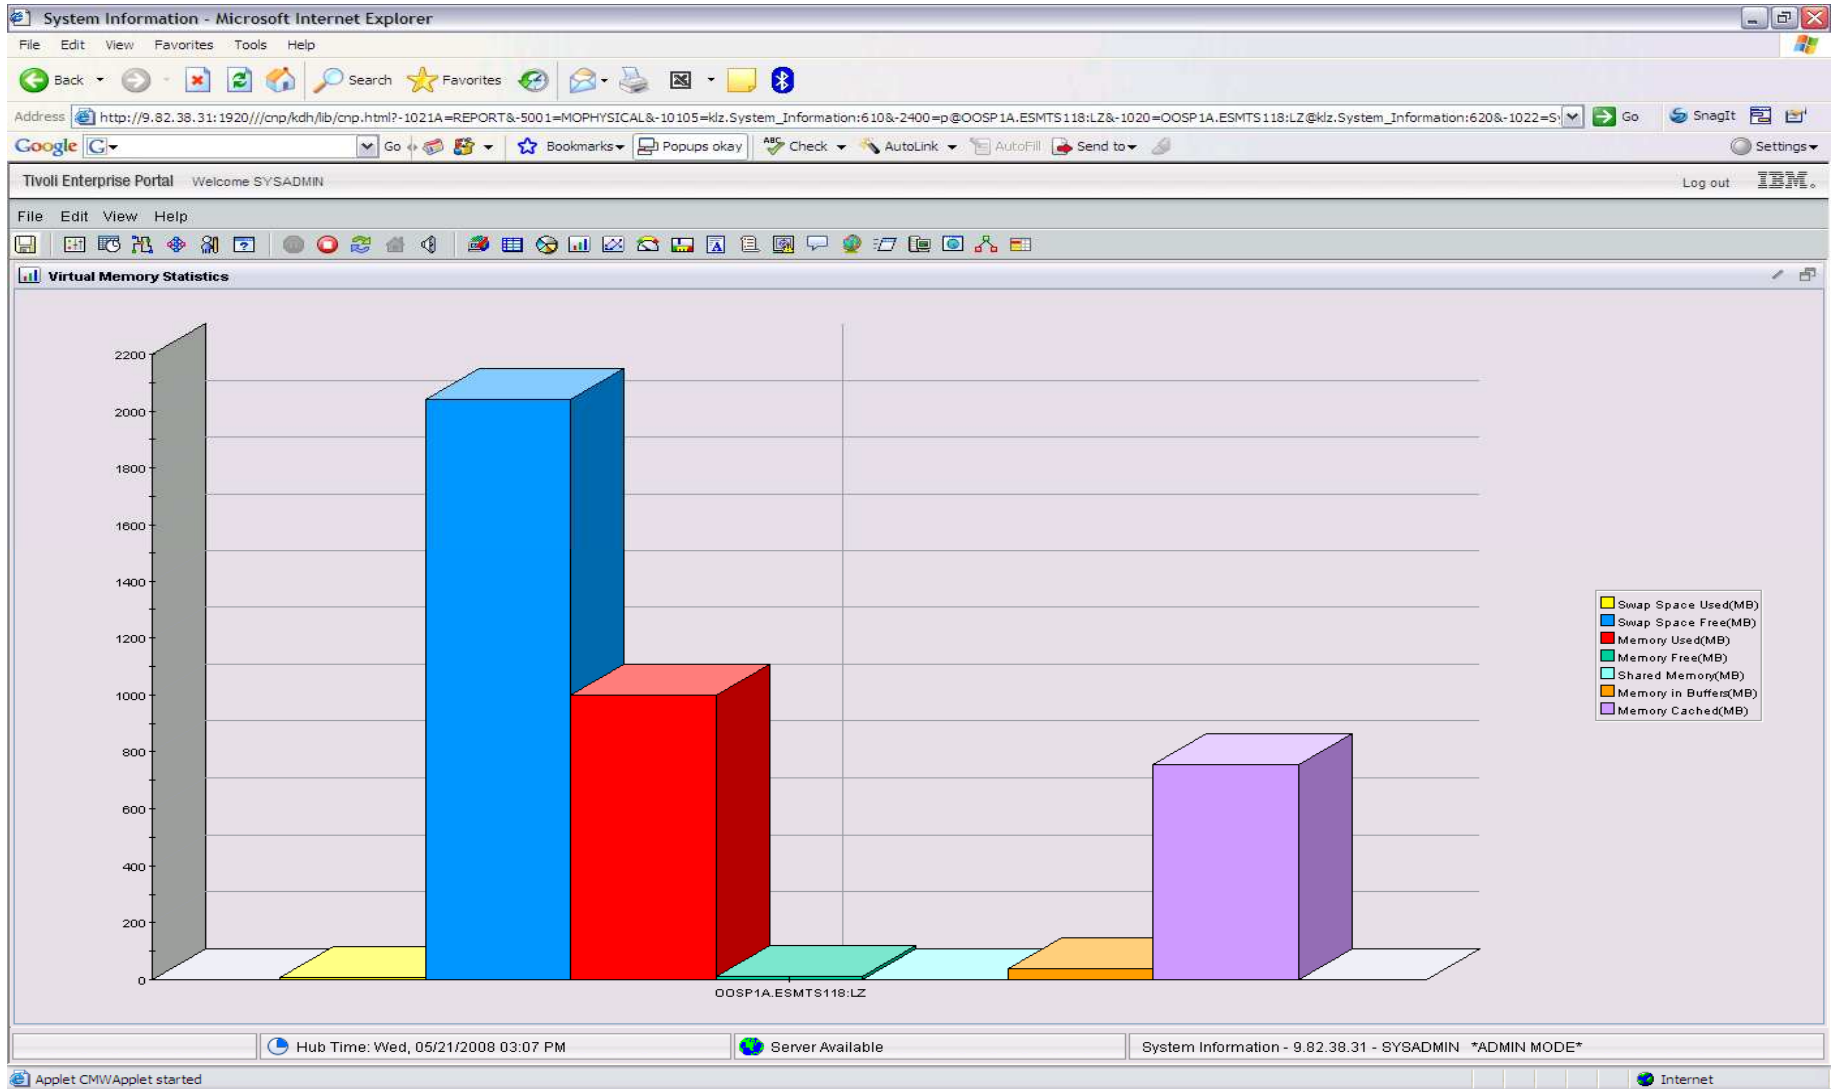 System Information - Microsoft Internet Explorer
File Edit View Favorites Tools Help
Back Search Favorites
Address http://9.82.38.31:1920///cnp/kdh/lib/cnp.html?-1021A=REPORT&-5001=MOPHYSICAL&-10105=klz.System_Information:610&-2400=p@OOSP1A.ESMTS118:LZ&-1020=OOSP1A.ESMTS118:LZ@klz.System_Information:620&-1022=S Go SnagIt
Google G Go Bookmarks Popups okay ABC Check AutoLink AutoFill Send to Settings
Tivoli Enterprise Portal Welcome SYSADMIN Log out IBM.
File Edit View Help
Virtual Memory Statistics
2200
2000
1800
1600
1400
1200
1000
800
600
400
200
0
OOSP1A.ESMTS118:LZ
Swap Space Used(MB)
Swap Space Free(MB)
Memory Used(MB)
Memory Free(MB)
Shared Memory(MB)
Memory in Buffers(MB)
Memory Cached(MB)
Hub Time: Wed, 05/21/2008 03:07 PM Server Available System Information - 9.82.38.31 - SYSADMIN *ADMIN MODE*
Applet CMWApplet started Internet